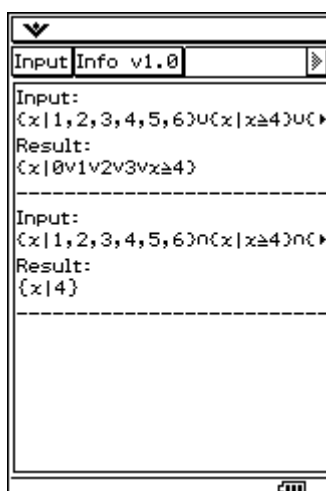 Input Info v1.0
Input:
{x|1,2,3,4,5,6}∪{x|x≥4}∪{
Result:
{x|0∨1∨2∨3∨x≥4}
Input:
{x|1,2,3,4,5,6}∩{x|x≥4}∩{
Result:
{x|4}